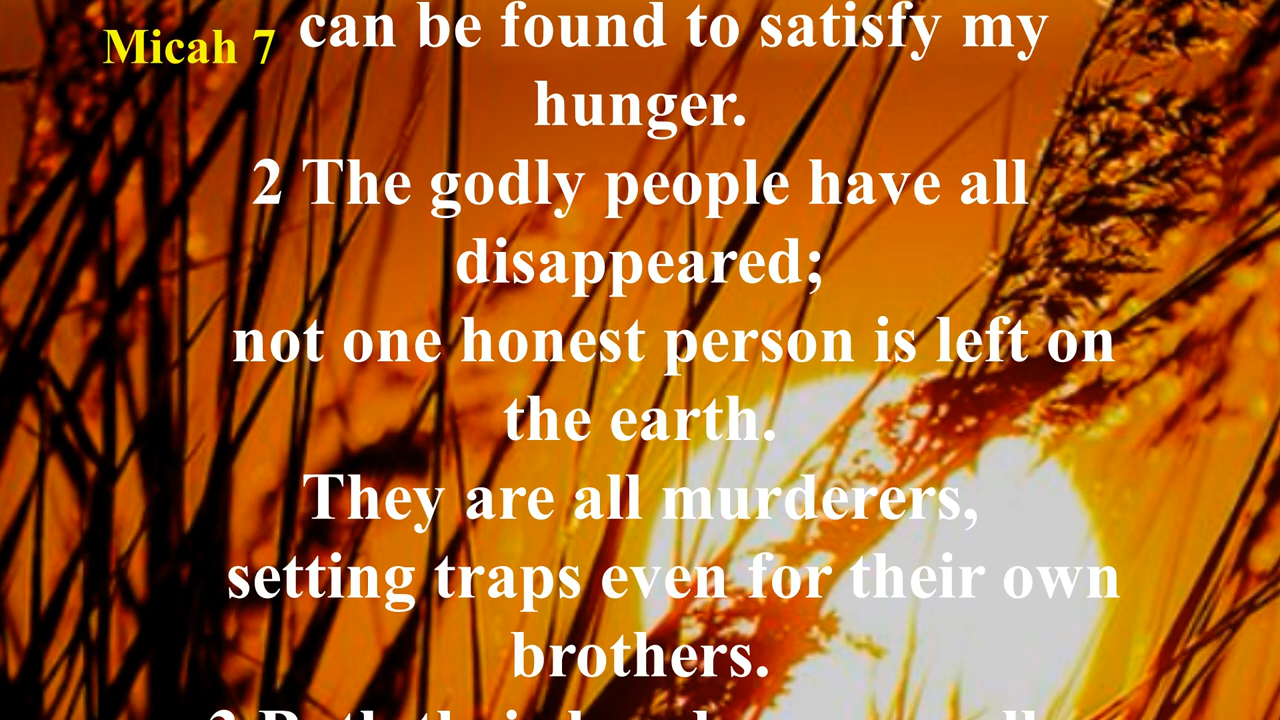 Micah 7
can be found to satisfy my
hunger.
2 The godly people have all
disappeared;
not one honest person is left on
the earth.
They are all murderers,
setting traps even for their own
brothers.